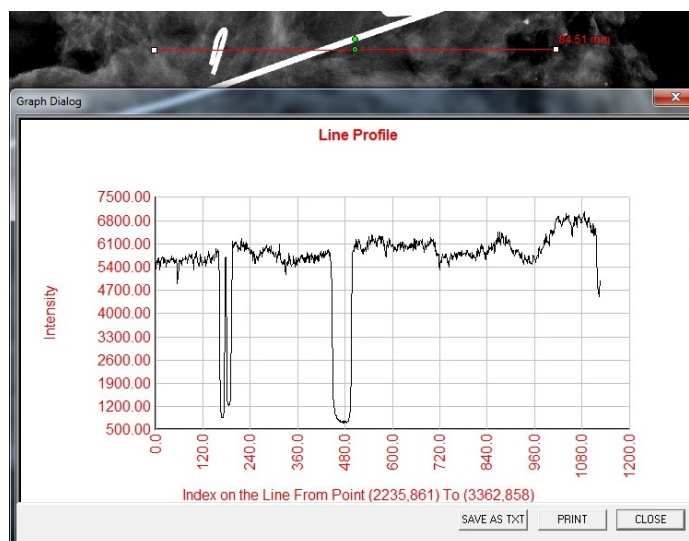 84.51 mm
Graph Dialog
x
Line Profile
7500.00
6800.00
6100.00
5400.00
4700.00
4000.00
3300.00
2600.00
1900.00
1200.00
500.00
Intensity
0.0
120.0
240.0
360.0
480.0
600.0
720.0
840.0
960.0
1080.0
1200.0
Index on the Line From Point (2235,861) To (3362,858)
SAVE AS TXT
PRINT
CLOSE